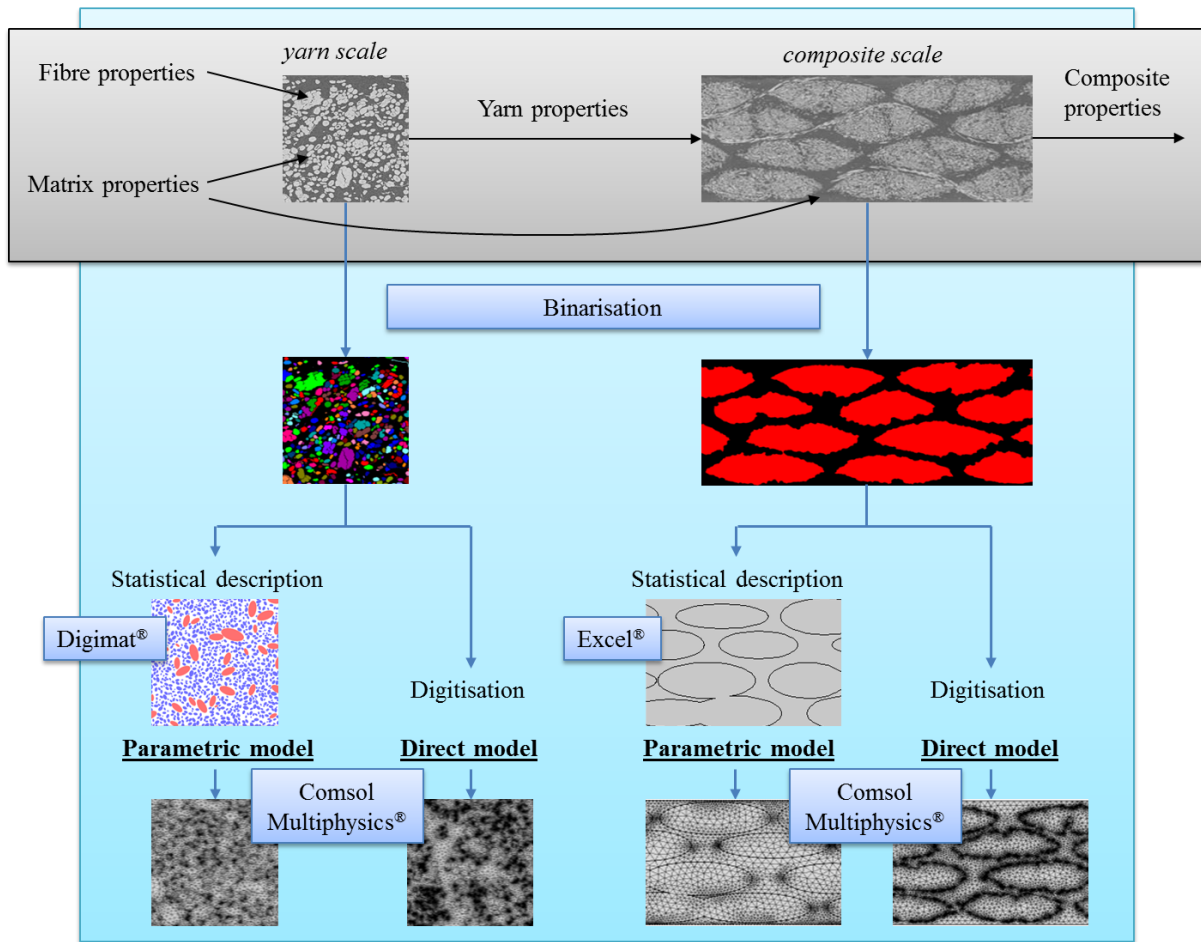 yarn scale
composite scale
Fibre properties
Yarn properties
Composite
properties
Matrix properties
Binarisation
Statistical description
Statistical description
Digimat®
Excel®
Digitisation
Digitisation
Parametric model
Direct model
Parametric model
Direct model
Comsol
Multiphysics®
Comsol
Multiphysics®